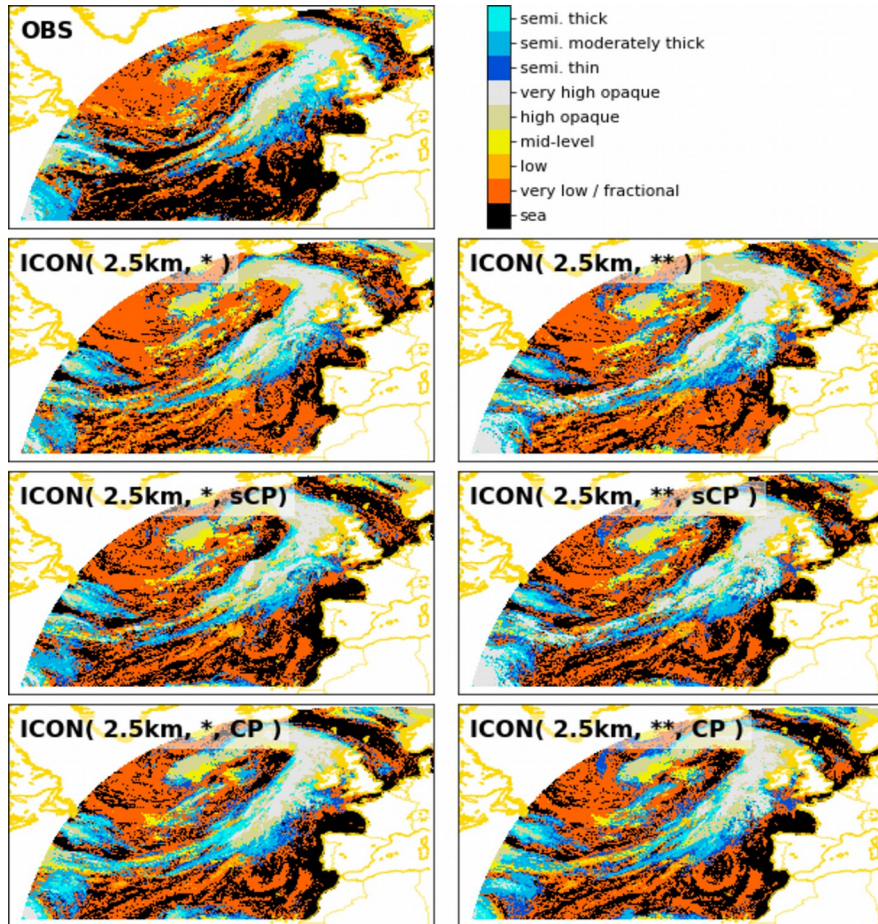 OBS
semi. thick
semi. moderately thick
semi. thin
very high opaque
high opaque
mid-level
low
very low / fractional
sea
ICON( 2.5km, * )
ICON( 2.5km, ** )
ICON( 2.5km, *, sCP)
ICON( 2.5km, **, sCP )
ICON( 2.5km, *, CP )
ICON( 2.5km, **, CP )